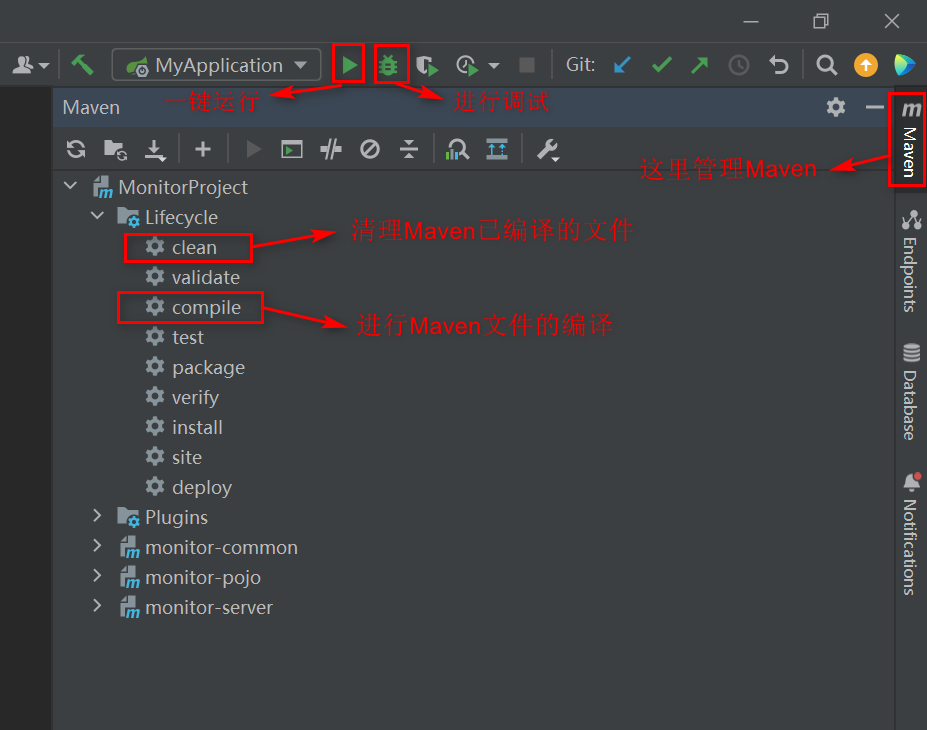 MyApplication
Git:
一键运行
进行调试
Maven
m
Maven
这里管理Maven
MonitorProject
Lifecycle
clean
清理Maven已编译的文件
validate
compile
进行Maven文件的编译
test
package
verify
install
site
deploy
Plugins
monitor-common
monitor-pojo
monitor-server
Endpoints
Database
Notifications